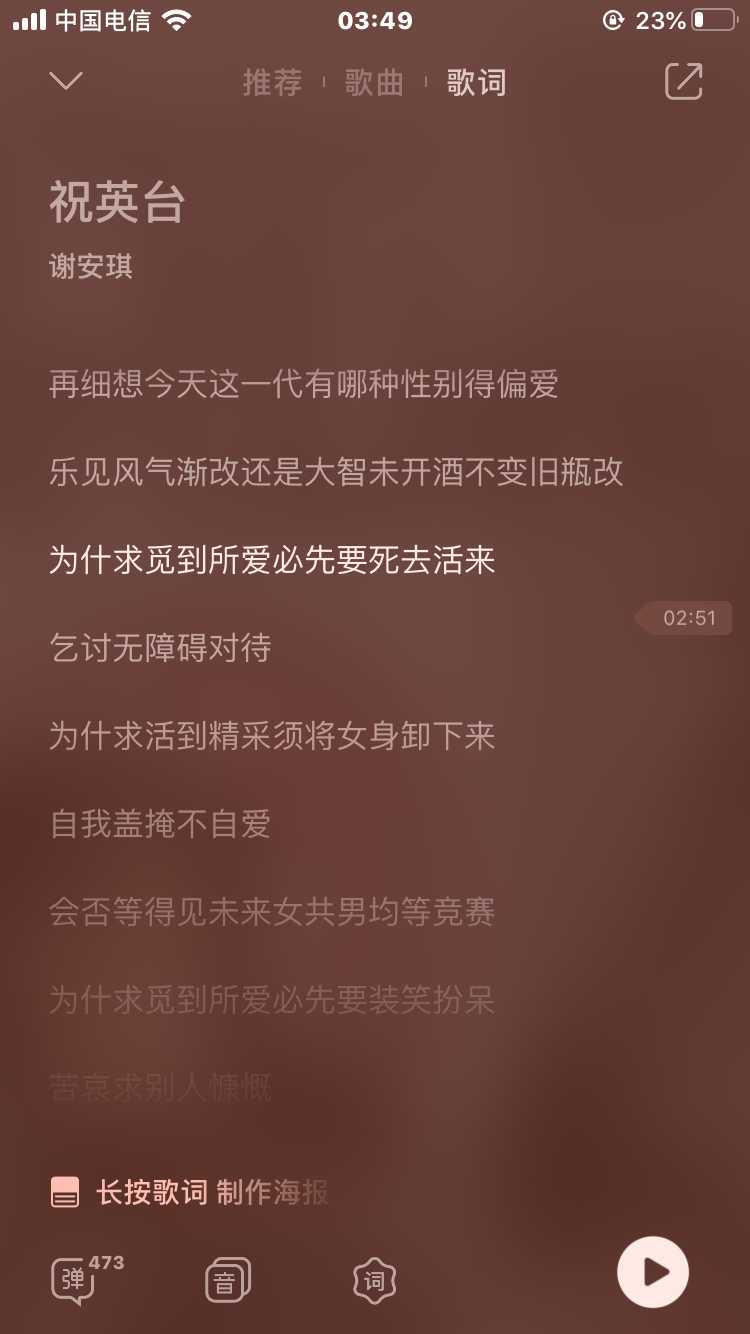 中国电信 03:49 23%
推荐 歌曲 歌词
祝英台
谢安琪
再细想今天这一代有哪种性别得偏爱
乐见风气渐改还是大智未开酒不变旧瓶改
为什求觅到所爱必先要死去活来
02:51
乞讨无障碍对待
为什求活到精采须将女身卸下来
自我盖掩不自爱
会否等得见未来女共男均等竞赛
为什求觅到所爱必先要装笑扮呆
苦哀求别人慷慨
长按歌词 制作海报
弹 473 音 词